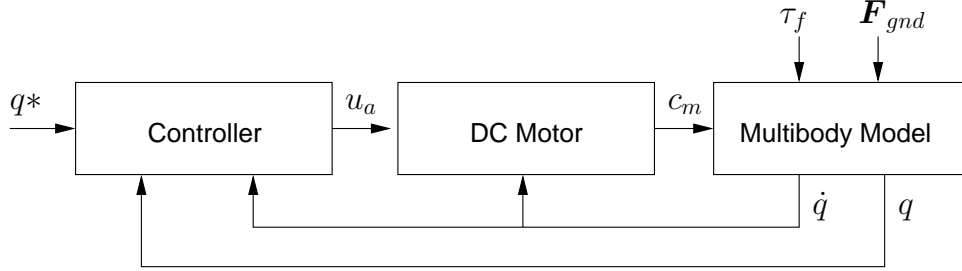 τ_f F_gnd
q* u_a c_m
Controller DC Motor Multibody Model
q̇ q